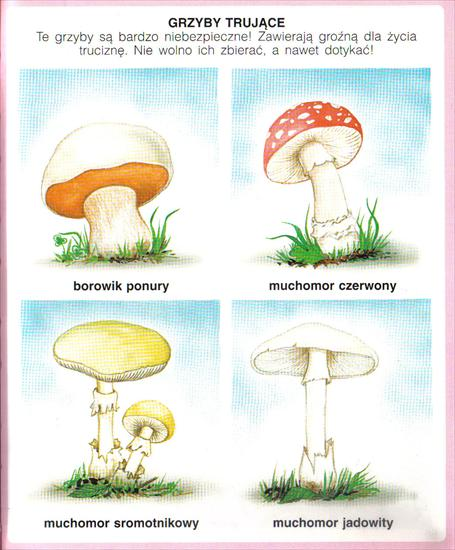 GRZYBY TRUJĄCE
Te grzyby są bardzo niebezpieczne! Zawierają groźną dla życia
truciznę. Nie wolno ich zbierać, a nawet dotykać!
borowik ponury
muchomor czerwony
muchomor sromotnikowy
muchomor jadowity